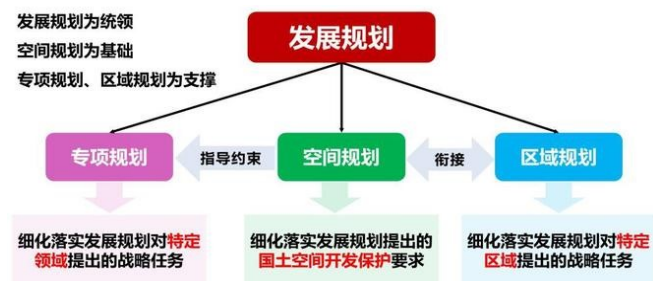 发展规划为统领
空间规划为基础
专项规划、区域规划为支撑
发展规划
专项规划
指导约束
空间规划
衔接
区域规划
细化落实发展规划对特定
领域提出的战略任务
细化落实发展规划提出的
国土空间开发保护要求
细化落实发展规划对特定
区域提出的战略任务